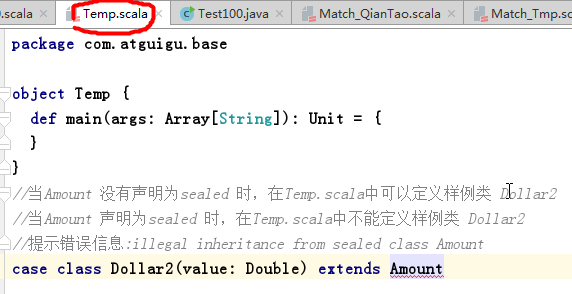 .scala Temp.scala Test100.java Match_QianTao.scala Match_Tmp.sca
package com.atguigu.base
object Temp {
def main(args: Array[String]): Unit = {
}
}
//当Amount 没有声明为sealed 时，在Temp.scala中可以定义样例类 Dollar2
//当Amount 声明为sealed 时，在Temp.scala中不能定义样例类 Dollar2
//提示错误信息:illegal inheritance from sealed class Amount
case class Dollar2(value: Double) extends Amount